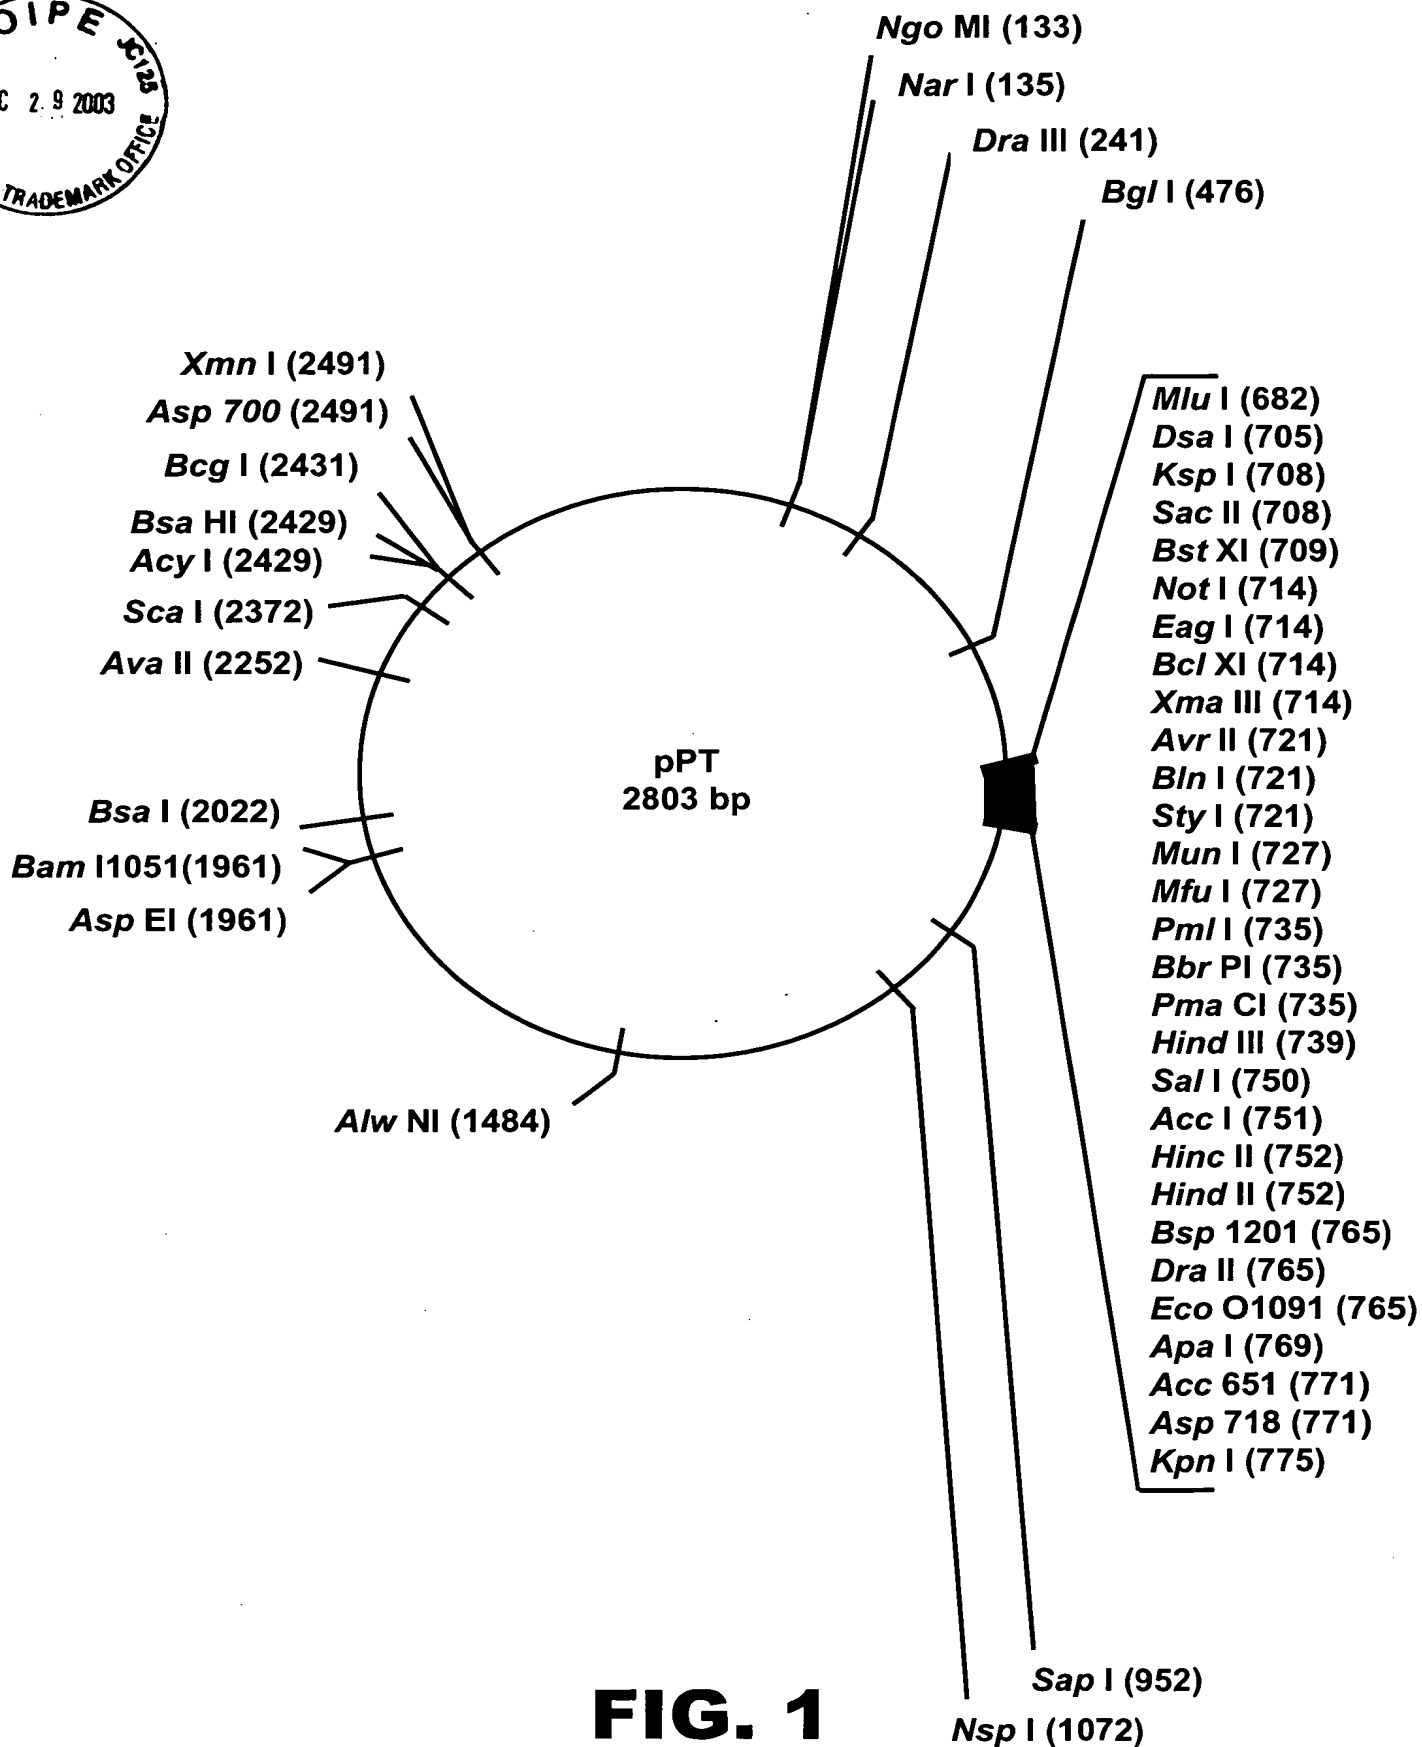 OIPE JC125
C 29 2003
TRADEMARK OFFICE
Ngo MI (133)
Nar I (135)
Dra III (241)
Bgl I (476)
Xmn I (2491)
Asp 700 (2491)
Bcg I (2431)
Bsa HI (2429)
Acy I (2429)
Sca I (2372)
Ava II (2252)
Bsa I (2022)
Bam I1051(1961)
Asp EI (1961)
pPT
2803 bp
Mlu I (682)
Dsa I (705)
Ksp I (708)
Sac II (708)
Bst XI (709)
Not I (714)
Eag I (714)
Bcl XI (714)
Xma III (714)
Avr II (721)
Bln I (721)
Sty I (721)
Mun I (727)
Mfu I (727)
Pml I (735)
Bbr PI (735)
Pma CI (735)
Hind III (739)
Sal I (750)
Acc I (751)
Hinc II (752)
Hind II (752)
Bsp 1201 (765)
Dra II (765)
Eco O1091 (765)
Apa I (769)
Acc 651 (771)
Asp 718 (771)
Kpn I (775)
Alw NI (1484)
Sap I (952)
Nsp I (1072)
FIG. 1